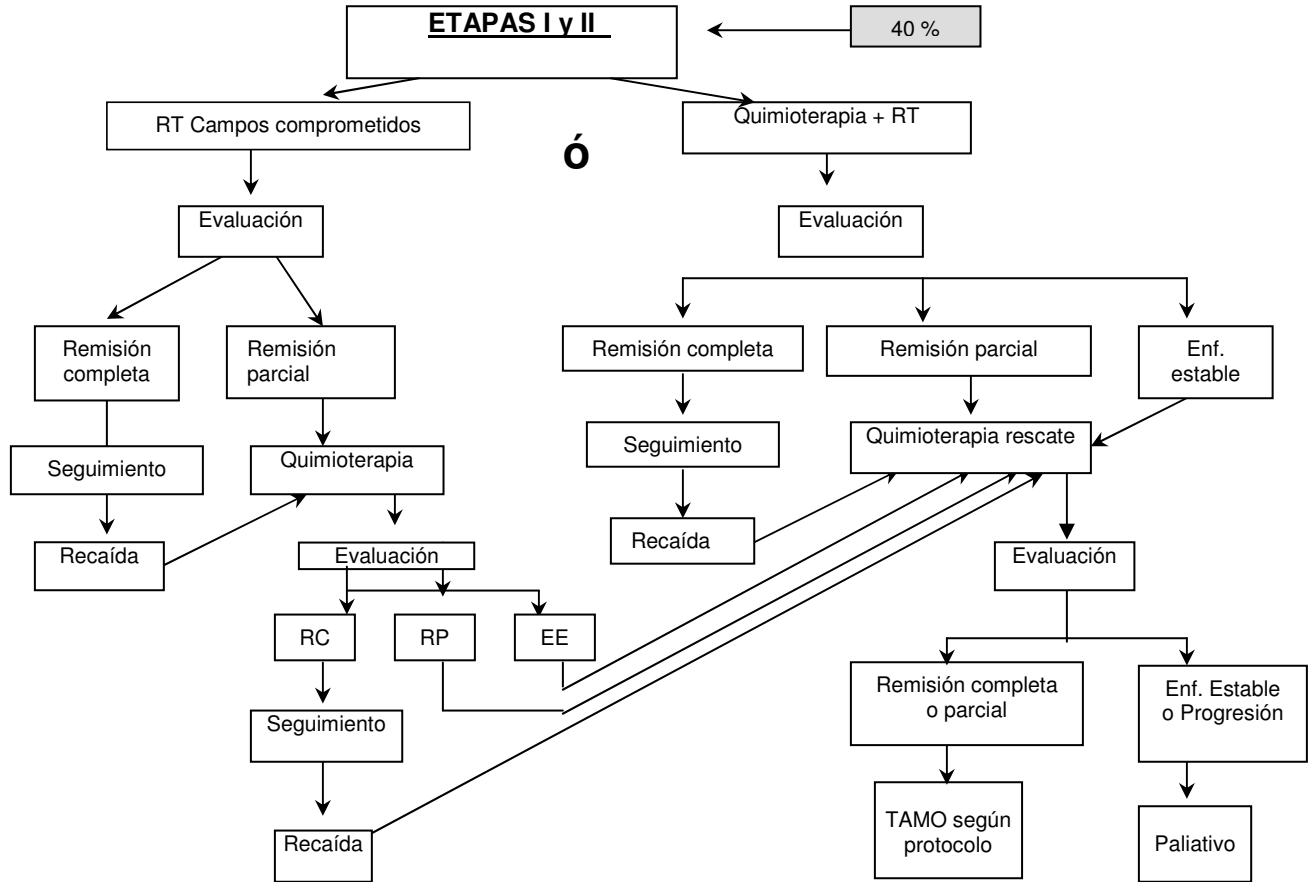 ETAPAS I y II
40 %
RT Campos comprometidos
ó
Quimioterapia + RT
Evaluación
Evaluación
Remisión
completa
Remisión
parcial
Remisión completa
Remisión parcial
Enf.
estable
Seguimiento
Quimioterapia
Seguimiento
Quimioterapia rescate
Recaída
Evaluación
Recaída
Evaluación
RC
RP
EE
Seguimiento
Remisión completa
o parcial
Enf. Estable
o Progresión
Recaída
TAMO según
protocolo
Paliativo